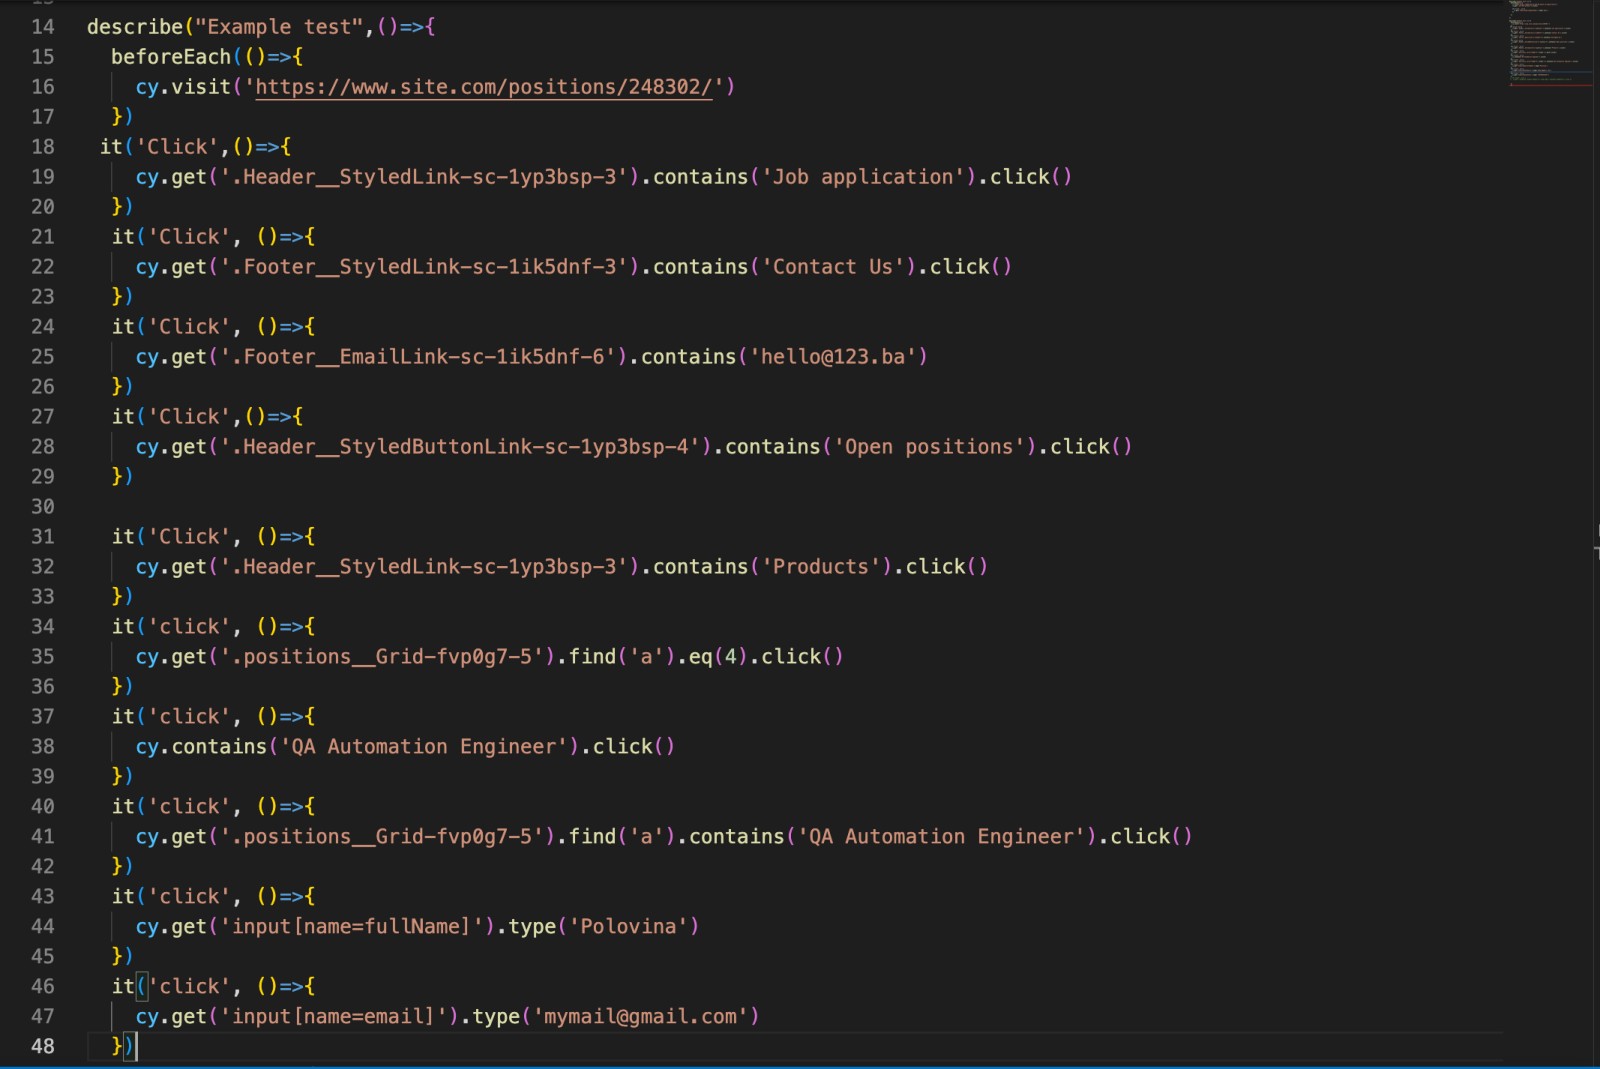 14 describe("Example test",()=>{
15 beforeEach(()=>{
16 cy.visit('https://www.site.com/positions/248302/')
17 })
18 it('Click',()=>{
19 cy.get('.Header__StyledLink-sc-1yp3bsp-3').contains('Job application').click()
20 })
21 it('Click', ()=>{
22 cy.get('.Footer__StyledLink-sc-1ik5dnf-3').contains('Contact Us').click()
23 })
24 it('Click', ()=>{
25 cy.get('.Footer__EmailLink-sc-1ik5dnf-6').contains('hello@123.ba')
26 })
27 it('Click',()=>{
28 cy.get('.Header__StyledButtonLink-sc-1yp3bsp-4').contains('Open positions').click()
29 })
30
31 it('Click', ()=>{
32 cy.get('.Header__StyledLink-sc-1yp3bsp-3').contains('Products').click()
33 })
34 it('click', ()=>{
35 cy.get('.positions__Grid-fvp0g7-5').find('a').eq(4).click()
36 })
37 it('click', ()=>{
38 cy.contains('QA Automation Engineer').click()
39 })
40 it('click', ()=>{
41 cy.get('.positions__Grid-fvp0g7-5').find('a').contains('QA Automation Engineer').click()
42 })
43 it('click', ()=>{
44 cy.get('input[name=fullName]').type('Polovina')
45 })
46 it('click', ()=>{
47 cy.get('input[name=email]').type('mymail@gmail.com')
48 })